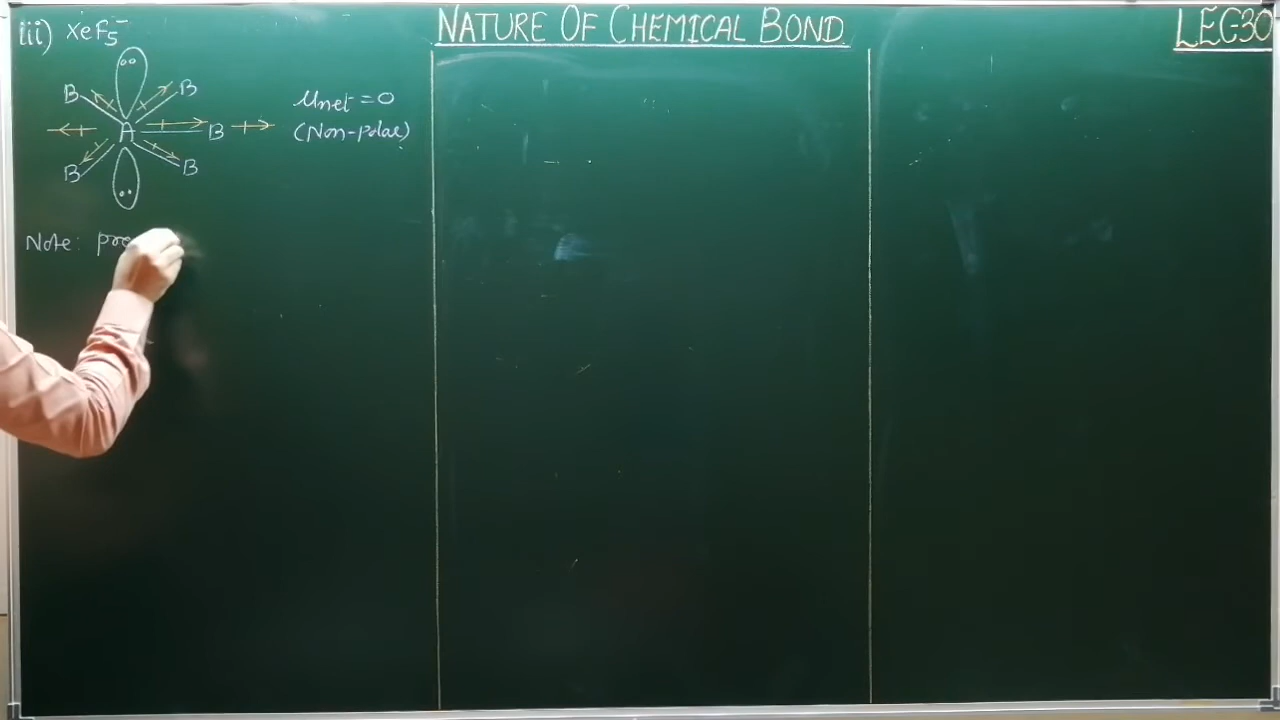 NATURE OF CHEMICAL BOND
LEC30
iii) XeF₅⁻
B B
A B
B B
μnet = 0
(Non-polar)
Note: